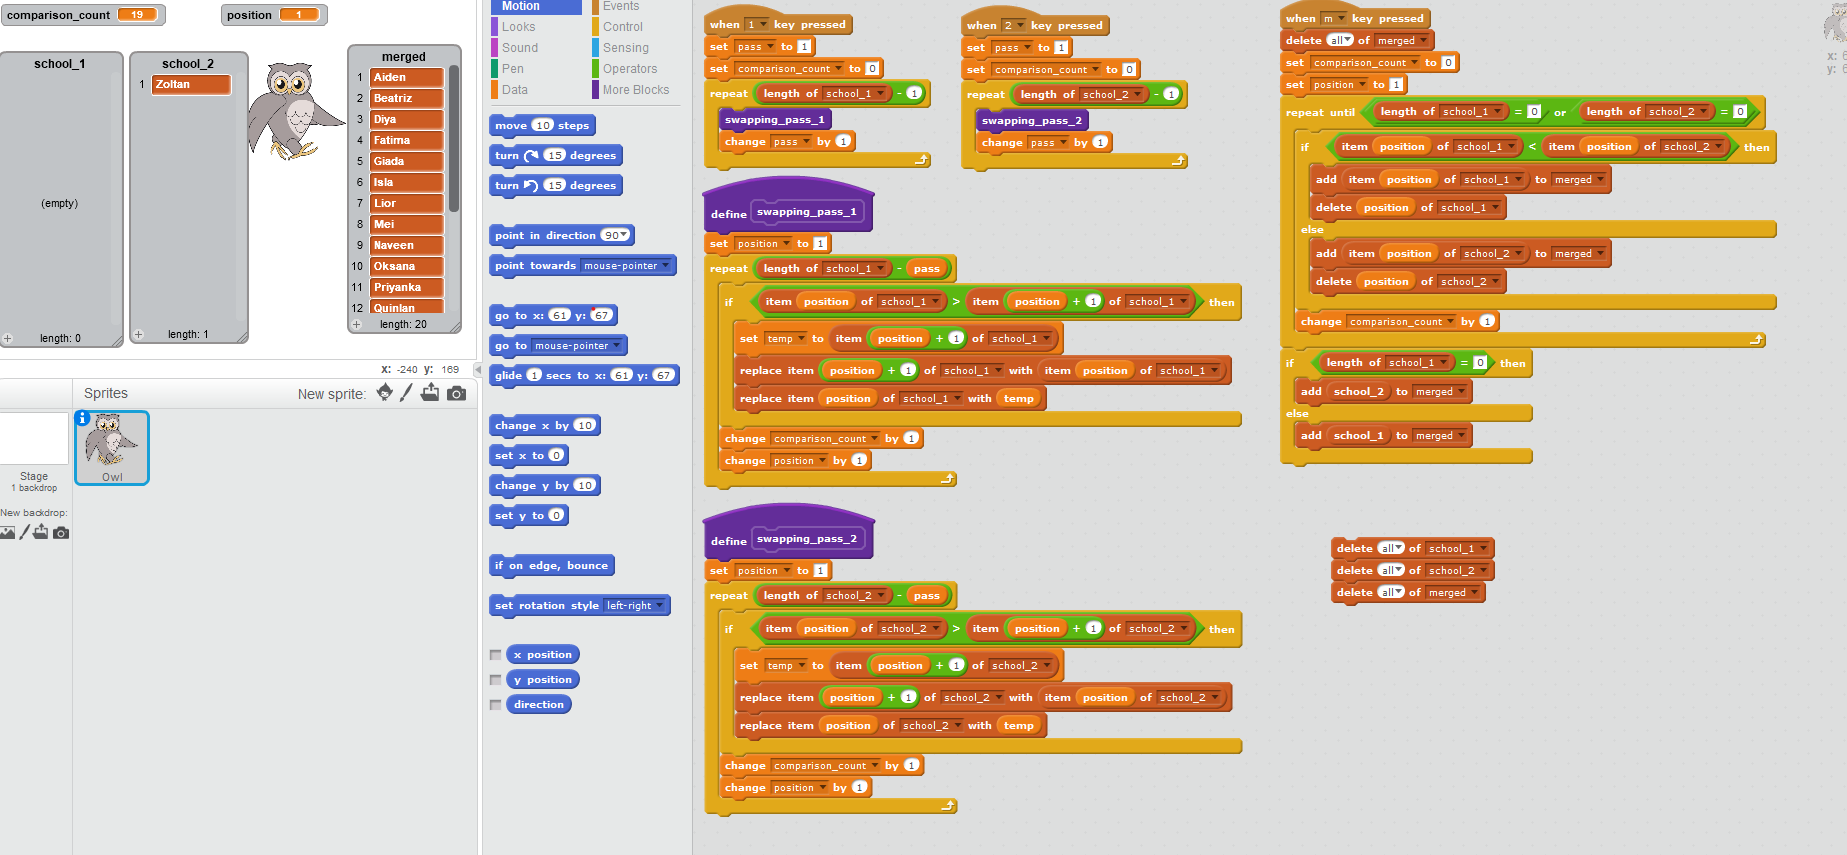 comparison_count 19
position 1
school_1
(empty)
length: 0
school_2
1 Zoltan
length: 1
merged
1 Aiden
2 Beatriz
3 Diya
4 Fatima
5 Giada
6 Isla
7 Lior
8 Mei
9 Naveen
10 Oksana
11 Priyanka
12 Quinlan
length: 20
x: -240 y: 169
Sprites
New sprite:
Owl
Stage
1 backdrop
New backdrop:
Motion
Looks
Sound
Pen
Data
Events
Control
Sensing
Operators
More Blocks
move 10 steps
turn 15 degrees
turn 15 degrees
point in direction 90
point towards mouse-pointer
go to x: 61 y: 67
go to mouse-pointer
glide 1 secs to x: 61 y: 67
change x by 10
set x to 0
change y by 10
set y to 0
if on edge, bounce
set rotation style left-right
x position
y position
direction
when 1 key pressed
set pass to 1
set comparison_count to 0
repeat length of school_1 - 1
swapping_pass_1
change pass by 1
when 2 key pressed
set pass to 1
set comparison_count to 0
repeat length of school_2 - 1
swapping_pass_2
change pass by 1
define swapping_pass_1
set position to 1
repeat length of school_1 - pass
if item position of school_1 > item position + 1 of school_1 then
set temp to item position + 1 of school_1
replace item position + 1 of school_1 with item position of school_1
replace item position of school_1 with temp
change comparison_count by 1
change position by 1
define swapping_pass_2
set position to 1
repeat length of school_2 - pass
if item position of school_2 > item position + 1 of school_2 then
set temp to item position + 1 of school_2
replace item position + 1 of school_2 with item position of school_2
replace item position of school_2 with temp
change comparison_count by 1
change position by 1
when m key pressed
delete all of merged
set comparison_count to 0
set position to 1
repeat until length of school_1 = 0 or length of school_2 = 0
if item position of school_1 < item position of school_2 then
add item position of school_1 to merged
delete position of school_1
else
add item position of school_2 to merged
delete position of school_2
change comparison_count by 1
if length of school_1 = 0 then
add school_2 to merged
else
add school_1 to merged
delete all of school_1
delete all of school_2
delete all of merged
x:
y: